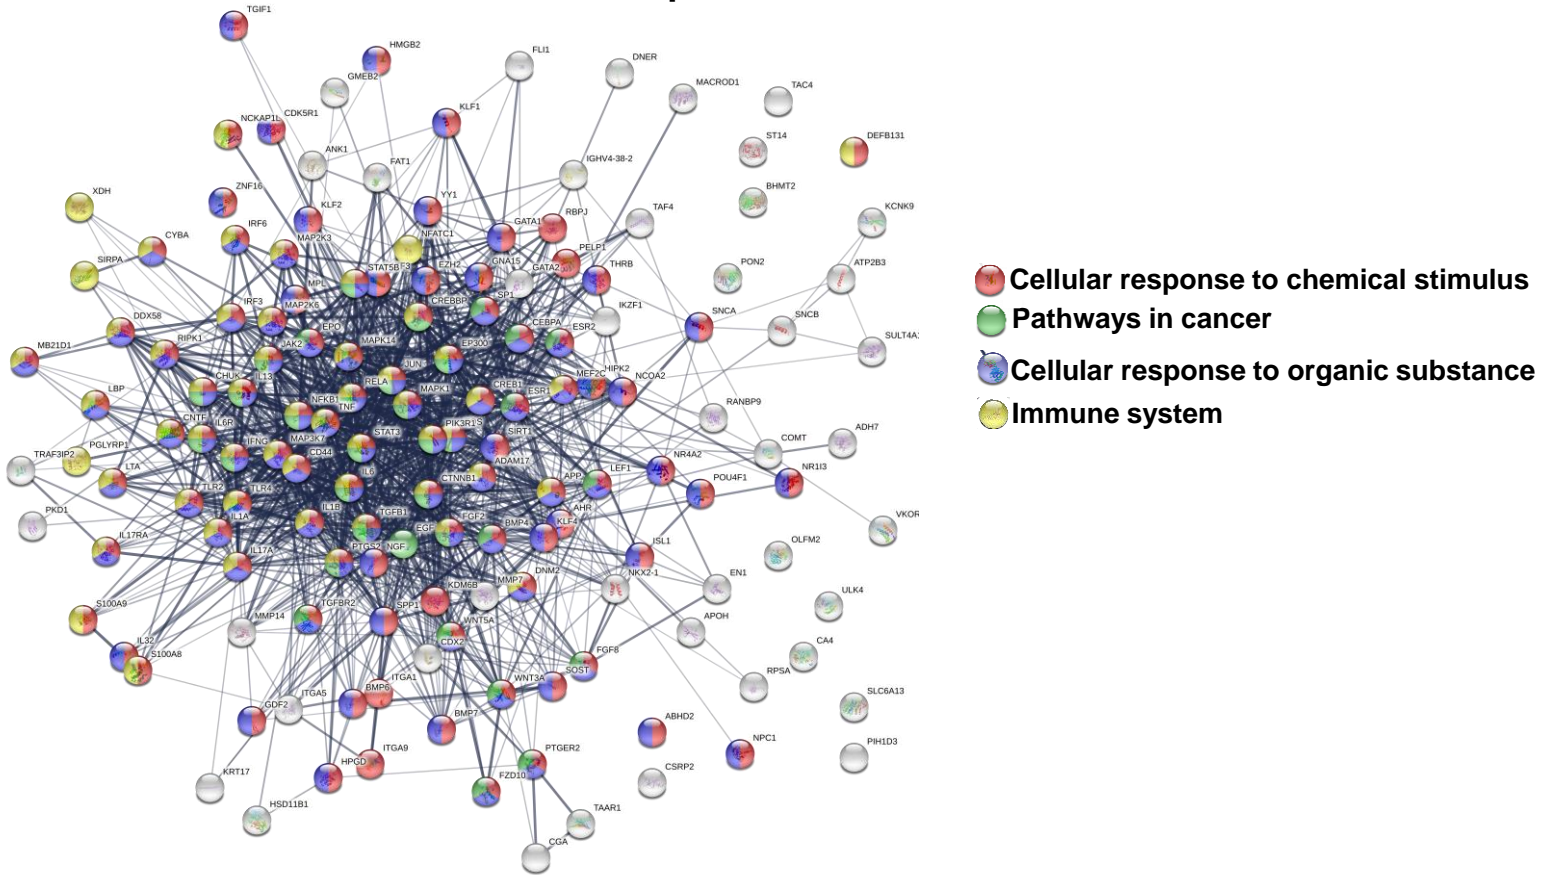 TGIF1
HMGB2
FLI1
DNER
GMEB2
MACROD1
TAC4
KLF1
NCKAP1L
CDK5R1
ST14
DEFB131
ANK1
FAT1
IGHV4-38-2
XDH
ZNF16
YY1
BHMT2
KLF2
GATA1
RBPJ
TAF4
KCNK9
IRF6
CYBA
MAP2K3
NFATC1
PELP1
SIRPA
STAT5B
F3
EZH2
GNA15
GATA2
THRB
PON2
ATP2B3
Cellular response to chemical stimulus
MPL
IRF3
MAP2K6
CREBBP
SP1
IKZF1
Pathways in cancer
DDX58
EPO
CEBPA
ESR2
SNCA
SNCB
MB21D1
RIPK1
JAK2
MAPK14
EP300
SULT4A1
CHUK
IL13
RELA
JUN
MEF2C
HIPK2
NCOA2
Cellular response to organic substance
LBP
NFKB1
TNF
MAPK1
CREB1
ESR1
RANBP9
Immune system
CNTF
IL6R
MAP3K7
STAT3
PIK3R1
S
SIRT1
COMT
ADH7
TRAF3IP2
PGLYRP1
IFNG
CD44
ADAM17
LTA
IL6
CTNNB1
APP
LEF1
NR4A2
NR1I3
TLR2
TLR4
POU4F1
PKD1
IL1A
IL1B
TGFB1
FGF2
AHR
IL17RA
EGF
BMP4
KLF4
OLFM2
IL17A
PTGS2
NGF
ISL1
KDM6B
MMP7
DNM2
NKX2-1
EN1
ULK4
S100A9
MMP14
TGFBR2
SPP1
WNT5A
APOH
IL32
CDX2
CA4
S100A8
FGF8
SOST
RPSA
ITGA5
BMP6
ITGA1
WNT3A
SLC6A13
GDF2
BMP7
ABHD2
NPC1
PIH1D3
KRT17
HPGD
ITGA9
PTGER2
FZD10
CSRP2
HSD11B1
TAAR1
CGA